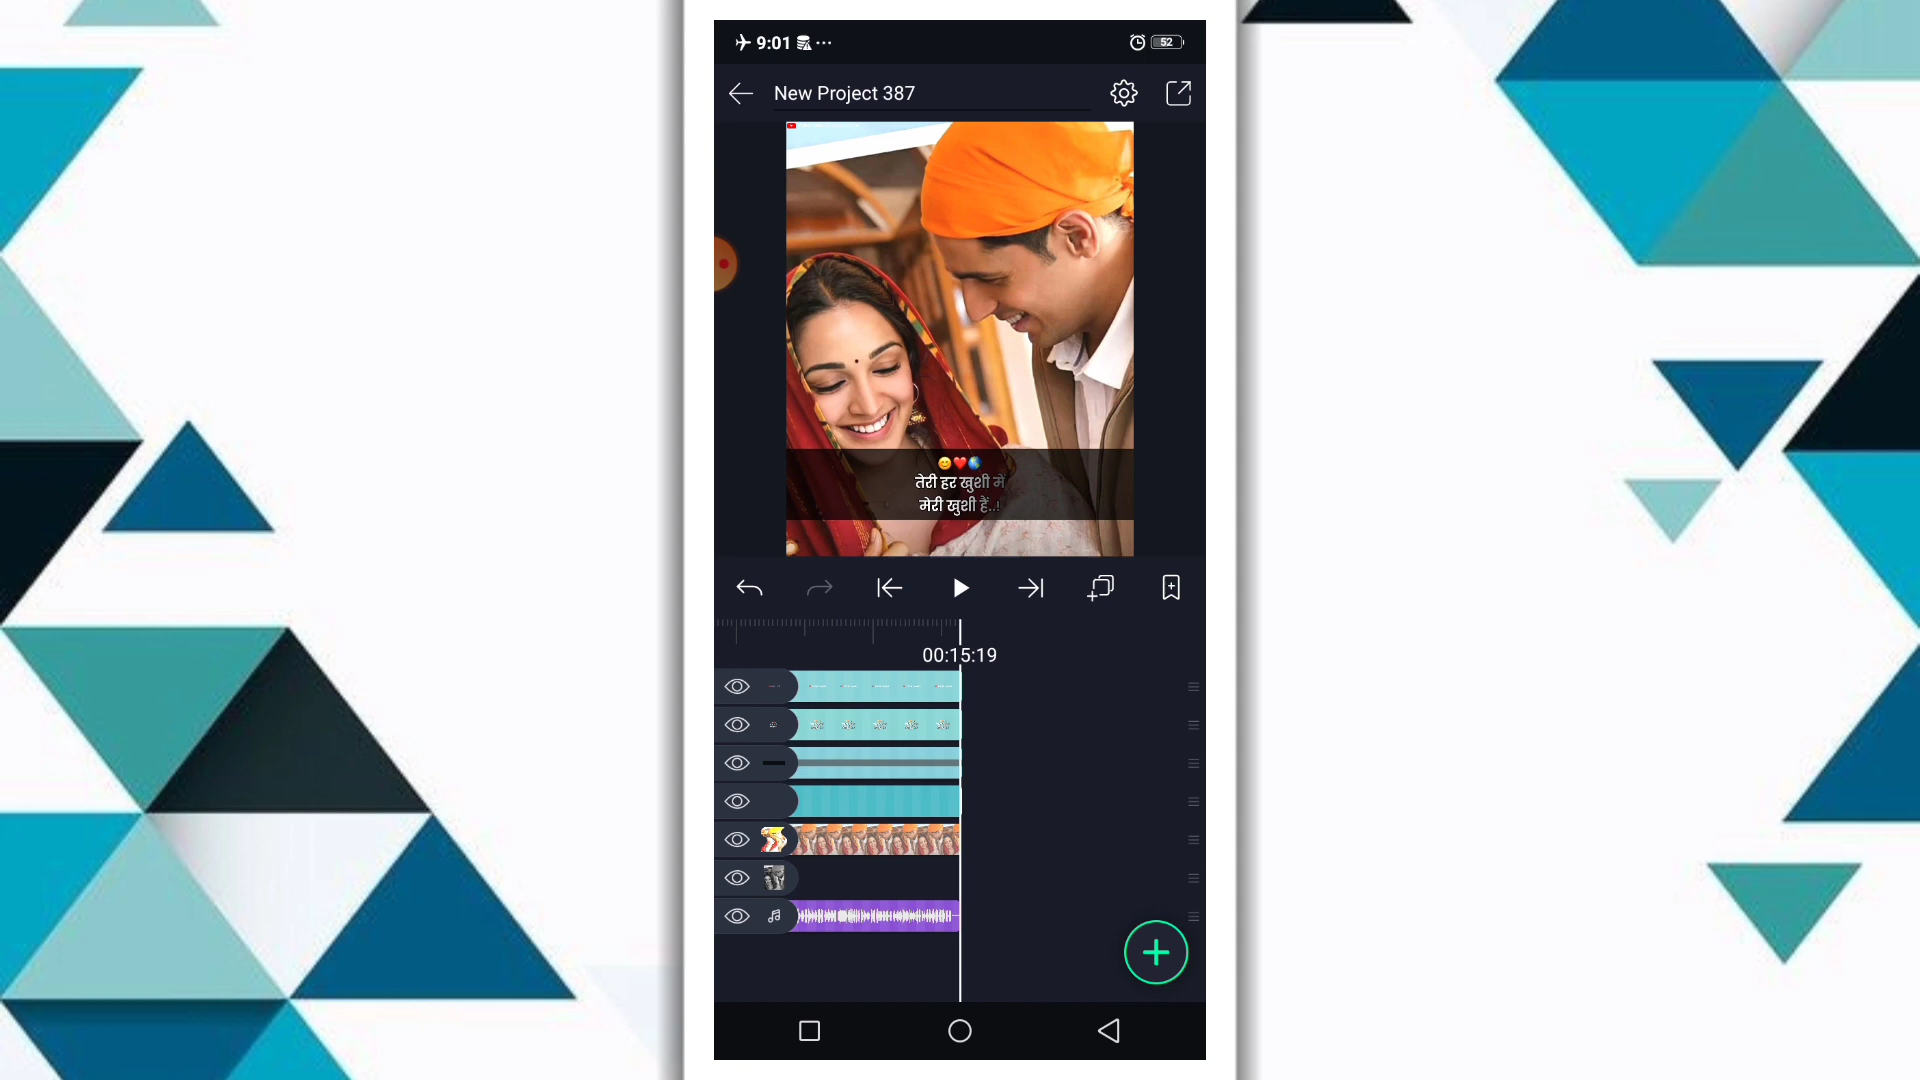 9:01
52
New Project 387
तेरी हर खुशी में
मेरी खुशी हैं..!
00:15:19